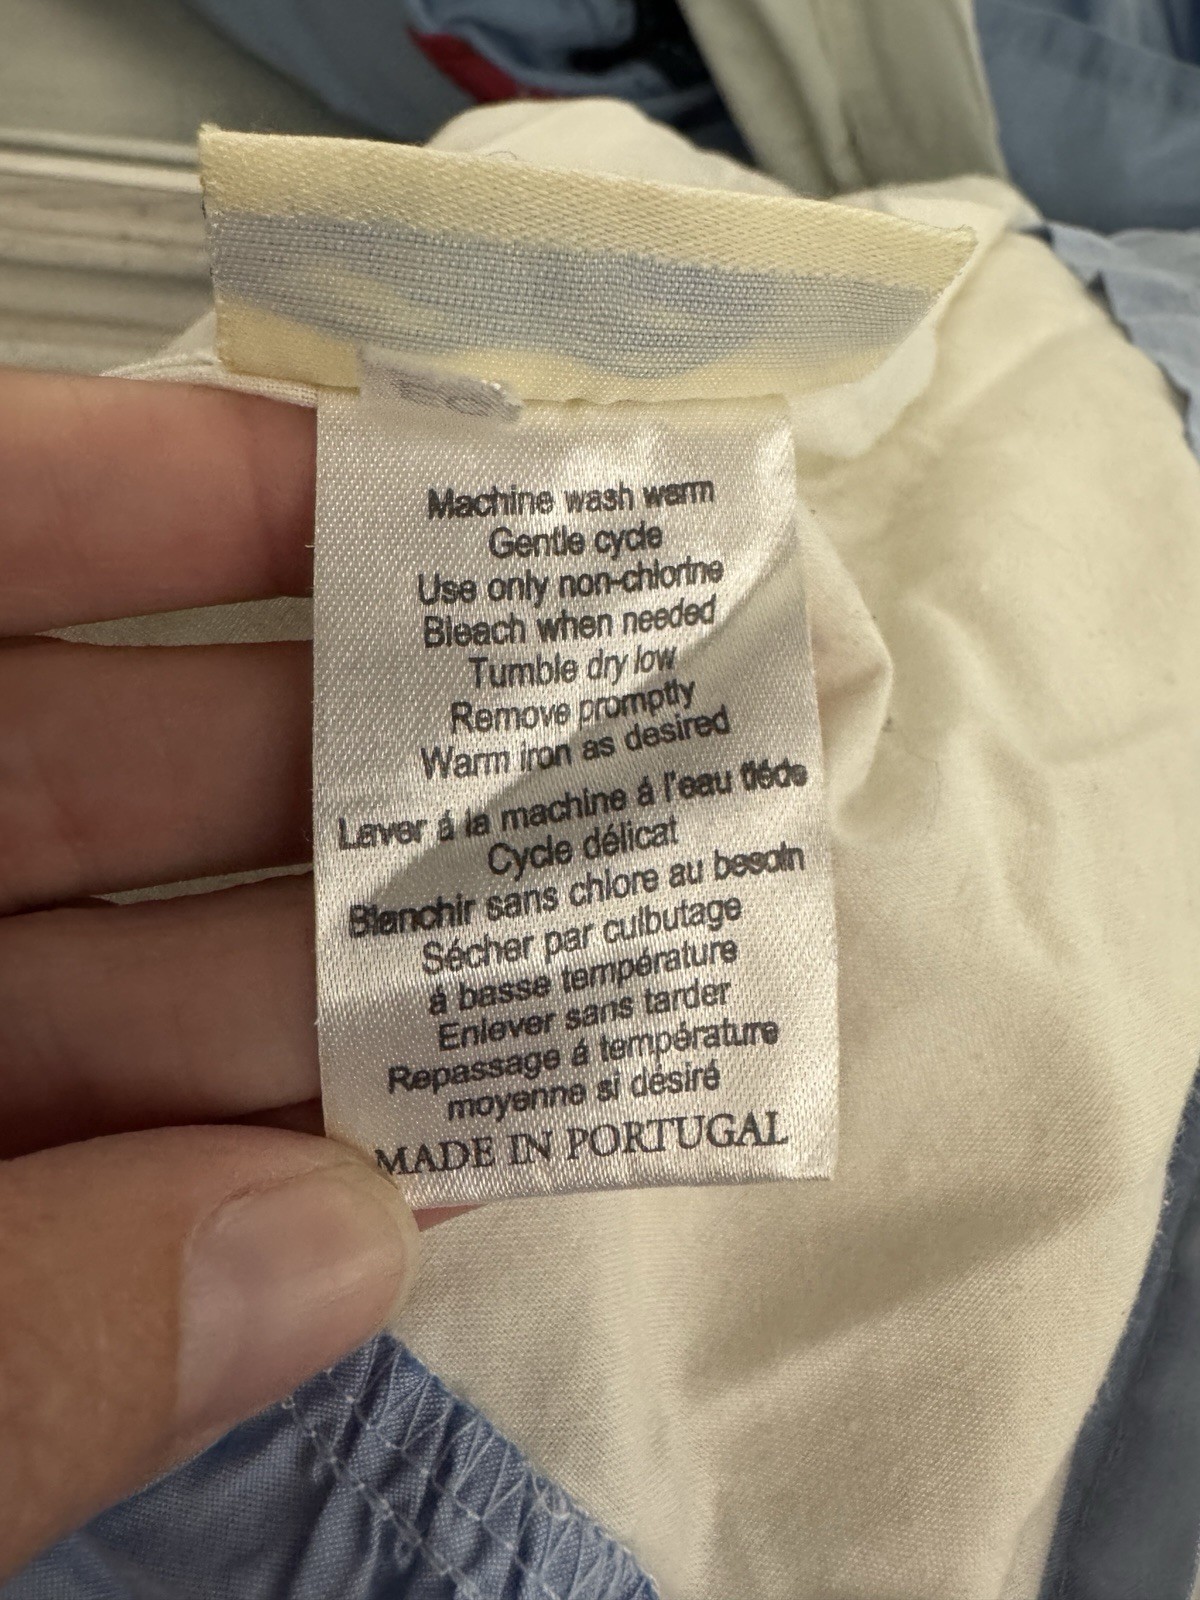 Machine wash warm
Gentle cycle
Use only non-chlorine
Bleach when needed
Tumble dry low
Remove promptly
Warm iron as desired
Laver á la machine á l'eau tiéde
Cycle délicat
Blanchir sans chlore au besoin
Sécher par culbutage
á basse température
Enlever sans tarder
Repassage á température
moyenne si désiré
MADE IN PORTUGAL